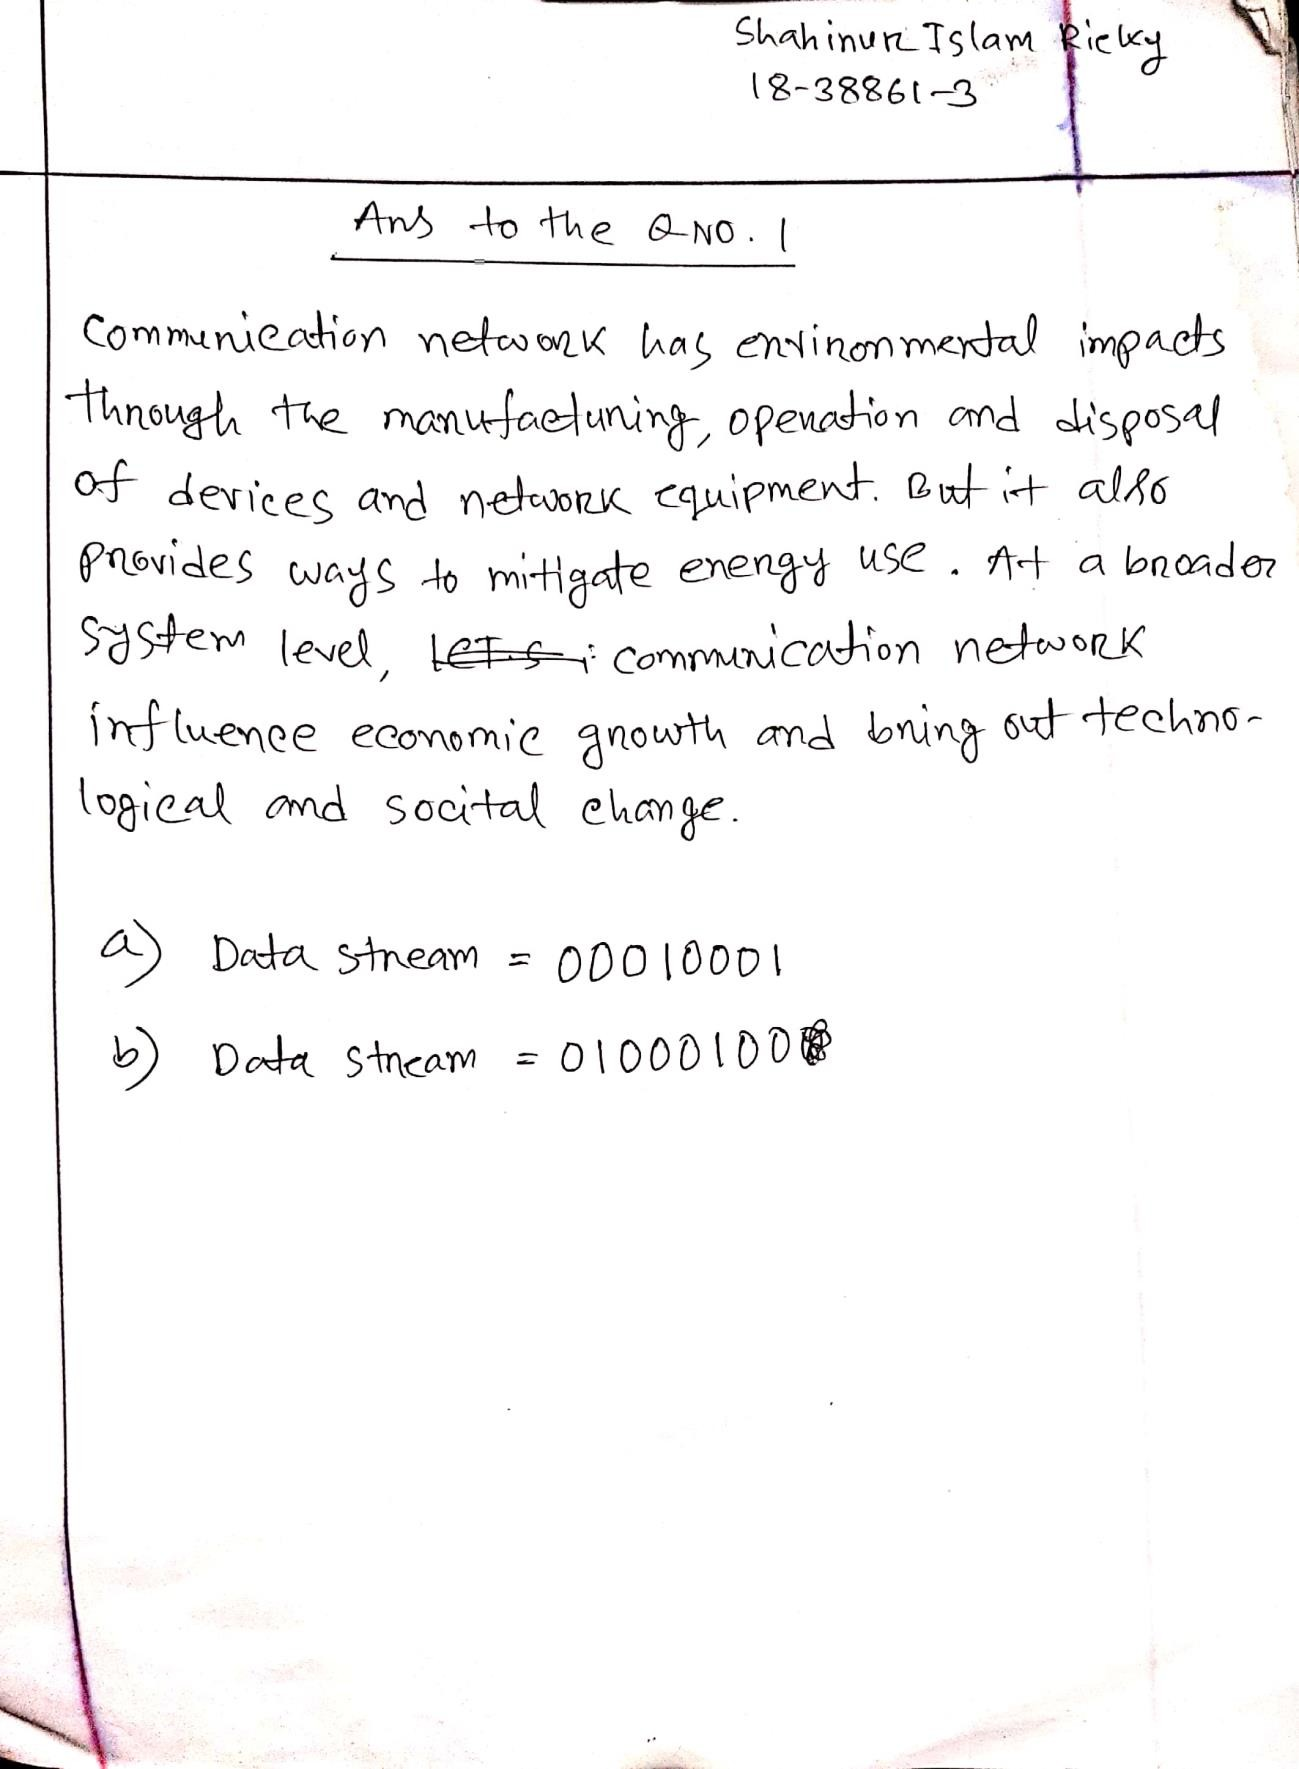 Shahinur Islam Ricky
18-38861-3
Ans to the Q NO. 1
Communication network has environmental impacts
through the manufacturing, operation and disposal
of devices and network equipment. But it also
provides ways to mitigate energy use. At a broader
system level, communication network
influence economic growth and bring out techno-
logical and socital change.
a) Data stream = 00010001
b) Data stream = 01000100